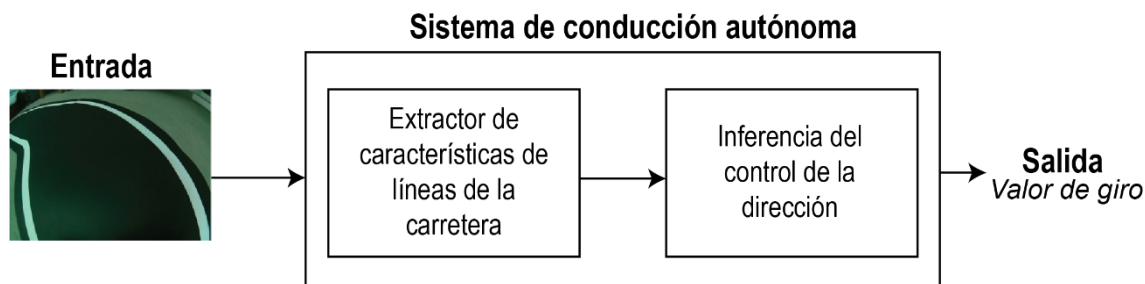 Sistema de conducción autónoma
Entrada
Extractor de
características de
líneas de la
carretera
Inferencia del
control de la
dirección
Salida
Valor de giro